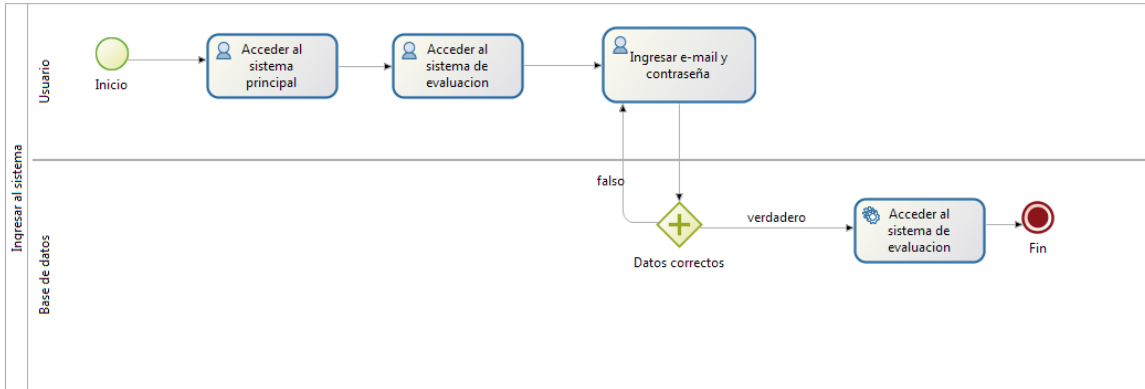 Ingresar al sistema
Usuario
Inicio
Acceder al
sistema
principal
Acceder al
sistema de
evaluacion
Ingresar e-mail y
contraseña
Base de datos
falso
Datos correctos
verdadero
Acceder al
sistema de
evaluacion
Fin